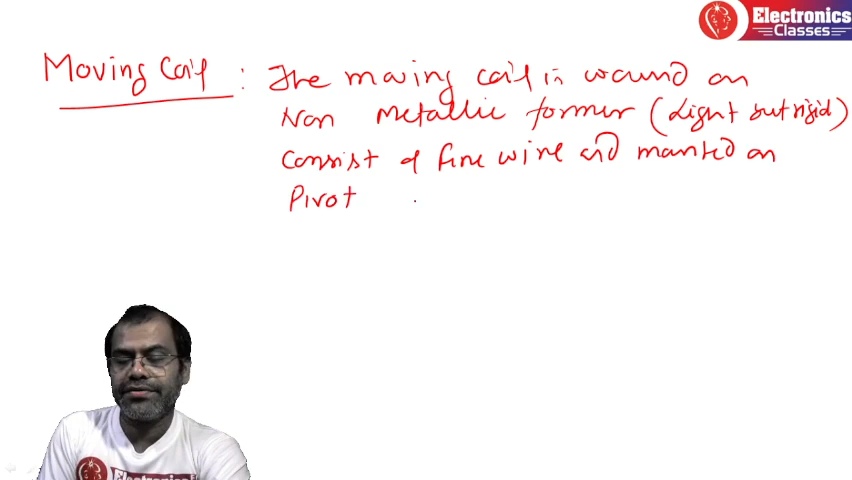 Electronics
Classes
Moving Coil : The moving coil is wound on
Non Metallic former (Light but rigid)
Consist of fine wire and mounted on
Pivot
Electronics